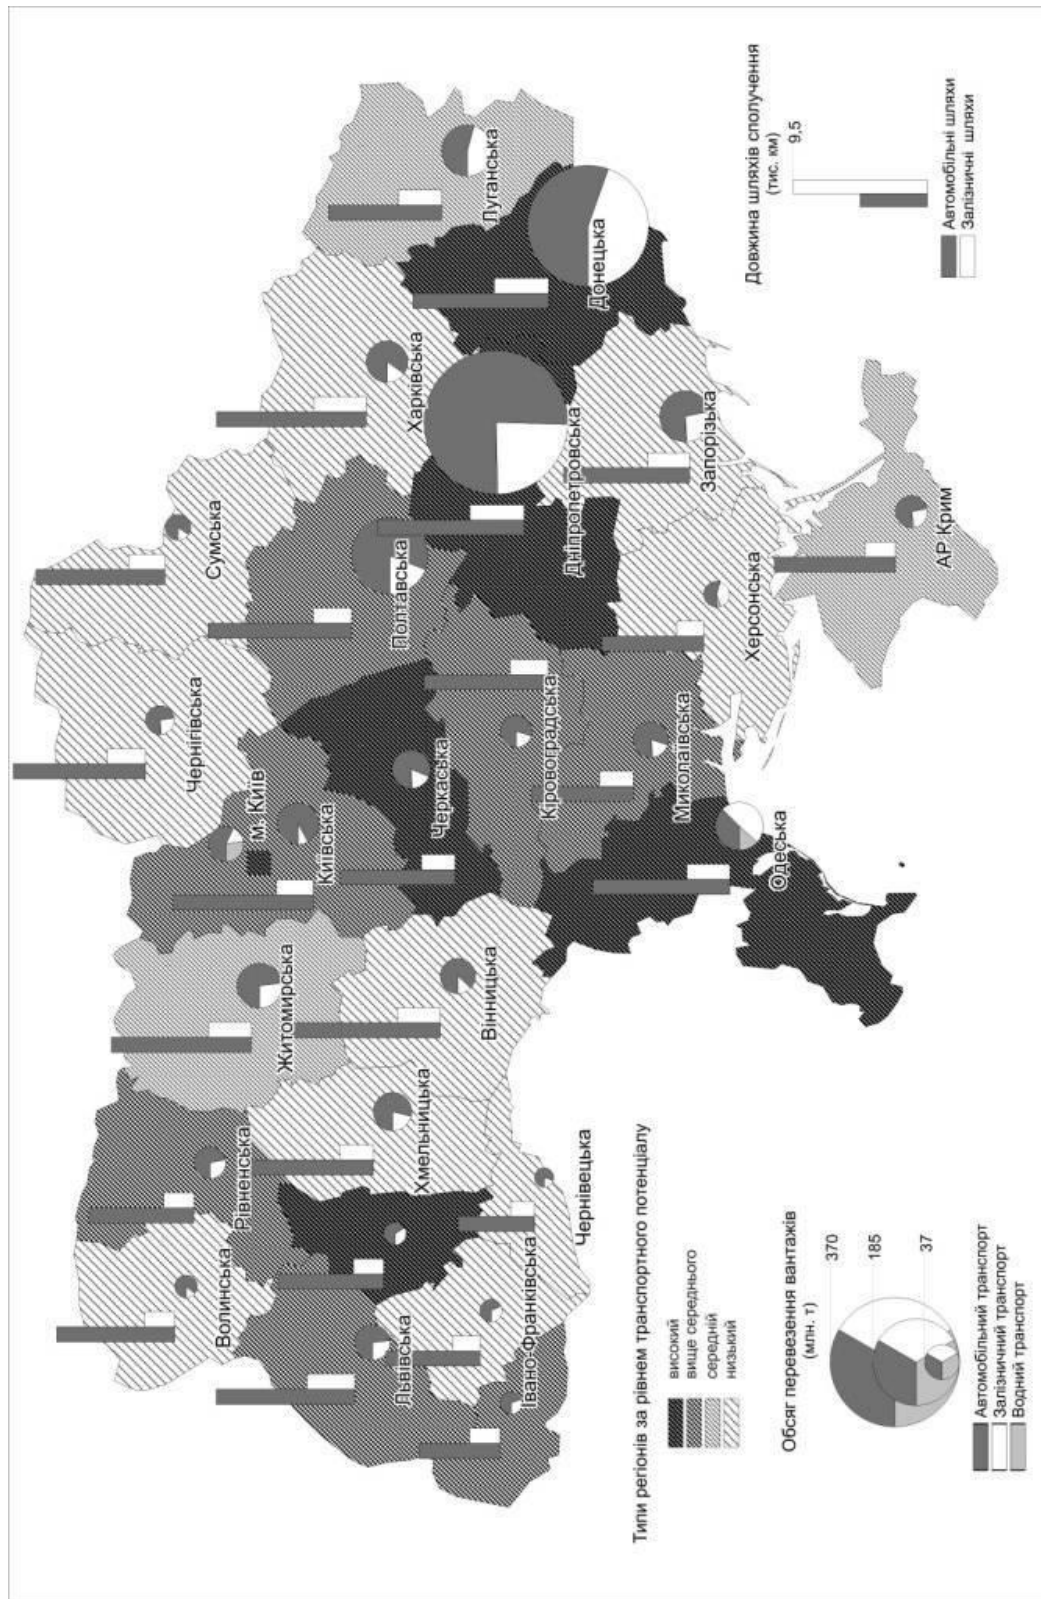 Волинська
Рівненська
Житомирська
м. Київ
Київська
Чернігівська
Сумська
Львівська
Хмельницька
Вінницька
Черкаська
Полтавська
Харківська
Луганська
Івано-Франківська
Чернівецька
Кіровоградська
Дніпропетровська
Донецька
Миколаївська
Запорізька
Одеська
Херсонська
АР Крим
Типи регіонів за рівнем транспортного потенціалу
високий
вище середнього
середній
низький
Обсяг перевезення вантажів
(млн. т)
370
185
37
Автомобільний транспорт
Залізничний транспорт
Водний транспорт
Довжина шляхів сполучення
(тис. км)
9,5
Автомобільні шляхи
Залізничні шляхи